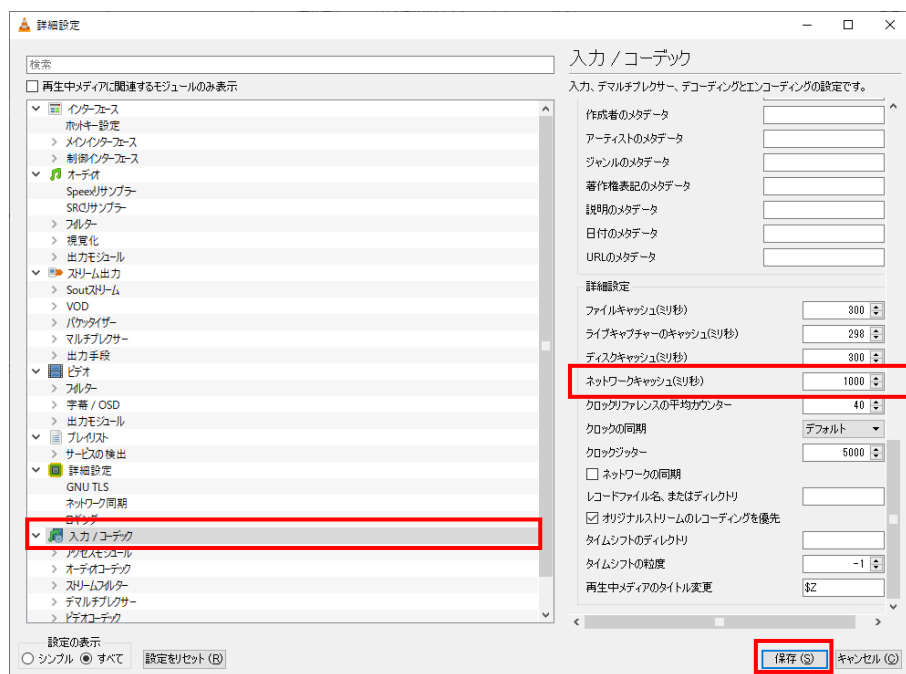 詳細設定
検索
再生中メディアに関連するモジュールのみ表示
インターフェース
ホットキー設定
メインインターフェース
制御インターフェース
オーディオ
Speexリサンプラー
SRCリサンプラー
フィルター
視覚化
出力モジュール
ストリーム出力
Soutストリーム
VOD
パケッタイザー
マルチプレクサー
出力手段
ビデオ
フィルター
字幕 / OSD
出力モジュール
プレイリスト
サービスの検出
詳細設定
GNU TLS
ネットワーク同期
ロギング
入力 / コーデック
アクセスモジュール
オーディオコーデック
ストリームフィルター
デマルチプレクサー
ビデオコーデック
設定の表示
シンプル すべて 設定をリセット (R)
入力 / コーデック
入力、デマルチプレクサー、デコーディングとエンコーディングの設定です。
作成者のメタデータ
アーティストのメタデータ
ジャンルのメタデータ
著作権表記のメタデータ
説明のメタデータ
日付のメタデータ
URLのメタデータ
詳細設定
ファイルキャッシュ(ミリ秒) 300
ライブキャプチャーのキャッシュ(ミリ秒) 298
ディスクキャッシュ(ミリ秒) 300
ネットワークキャッシュ(ミリ秒) 1000
クロックリファレンスの平均カウンター 40
クロックの同期 デフォルト
クロックジッター 5000
ネットワークの同期
レコードファイル名、またはディレクトリ
オリジナルストリームのレコーディングを優先
タイムシフトのディレクトリ
タイムシフトの粒度 -1
再生中メディアのタイトル変更 $Z
保存 (S) キャンセル (C)